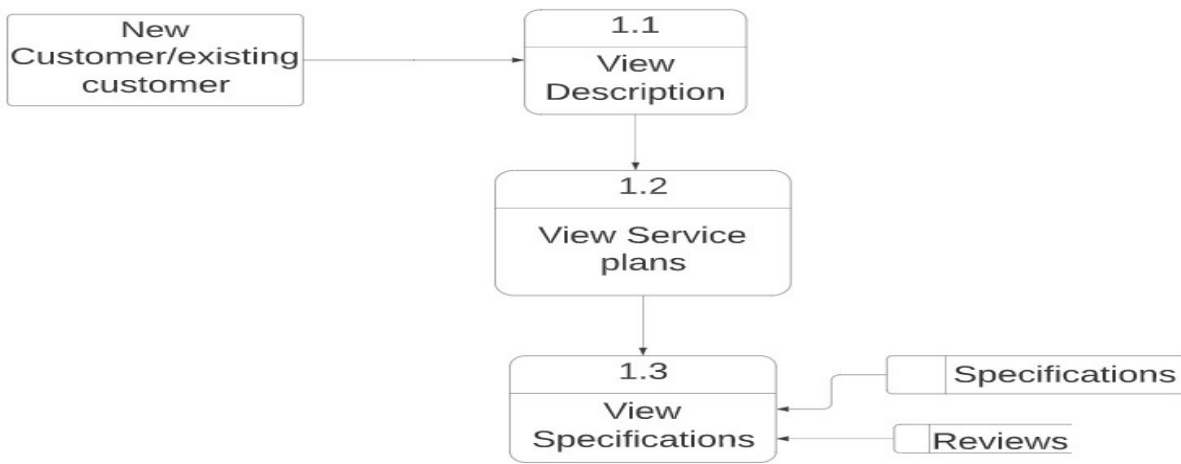 New
Customer/existing
customer
1.1
View
Description
1.2
View Service
plans
1.3
View
Specifications
Specifications
Reviews